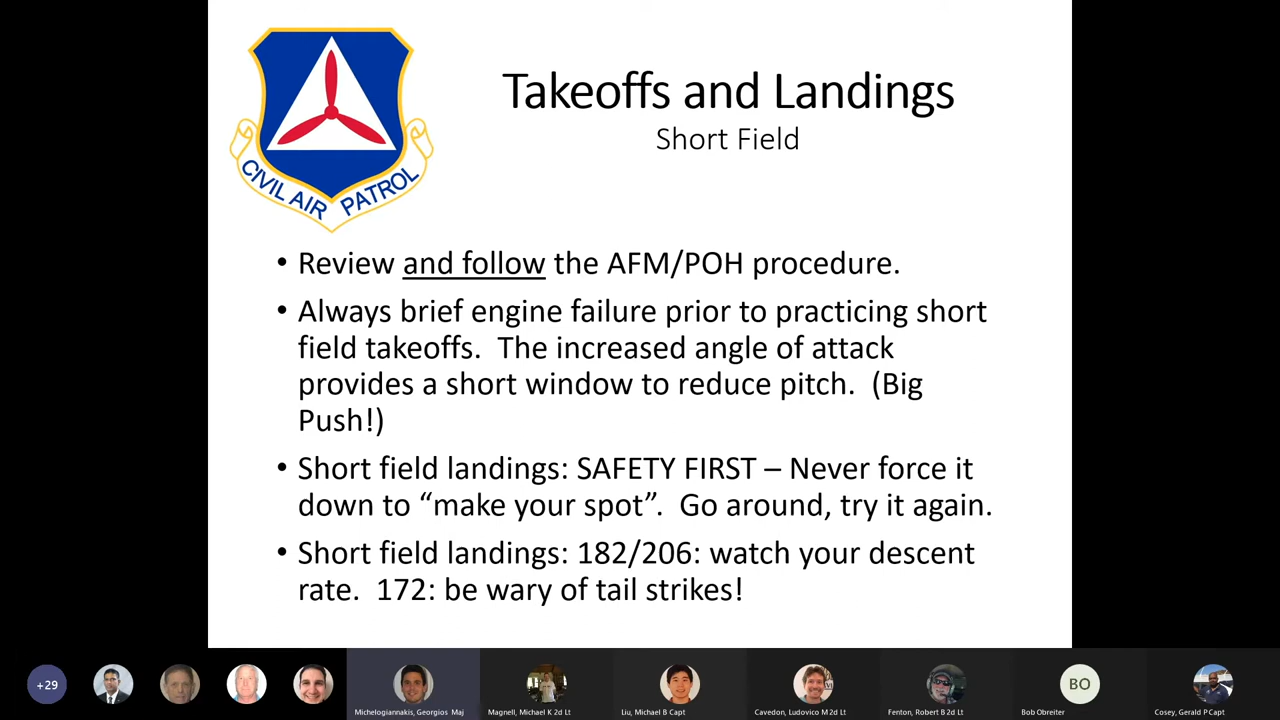 CIVIL AIR PATROL
Takeoffs and Landings
Short Field
• Review and follow the AFM/POH procedure.
• Always brief engine failure prior to practicing short
field takeoffs.  The increased angle of attack
provides a short window to reduce pitch.  (Big
Push!)
• Short field landings: SAFETY FIRST – Never force it
down to “make your spot”.  Go around, try it again.
• Short field landings: 182/206: watch your descent
rate.  172: be wary of tail strikes!
+29
BO
Michelogiannakis, Georgios Maj
Magnell, Michael K 2d Lt
Liu, Michael B Capt
Cavedon, Ludovico M 2d Lt
Fenton, Robert B 2d Lt
Bob Obreiter
Cosey, Gerald P Capt